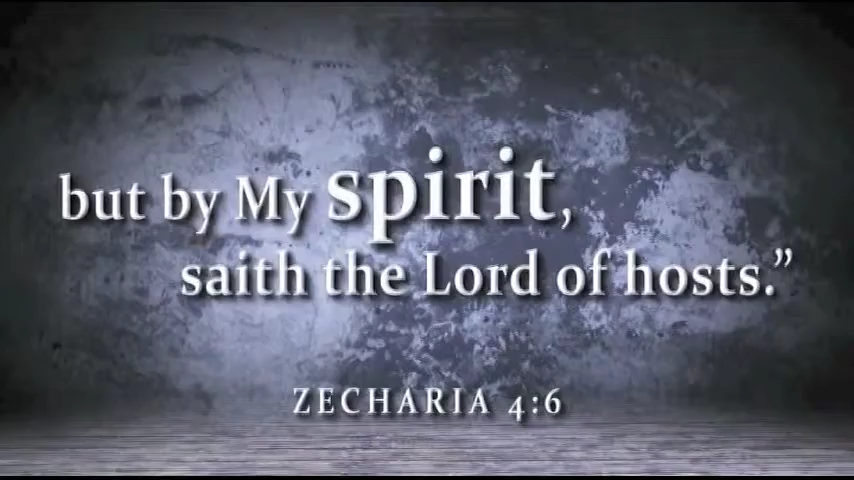 but by My spirit,
saith the Lord of hosts.”
ZECHARIA 4:6